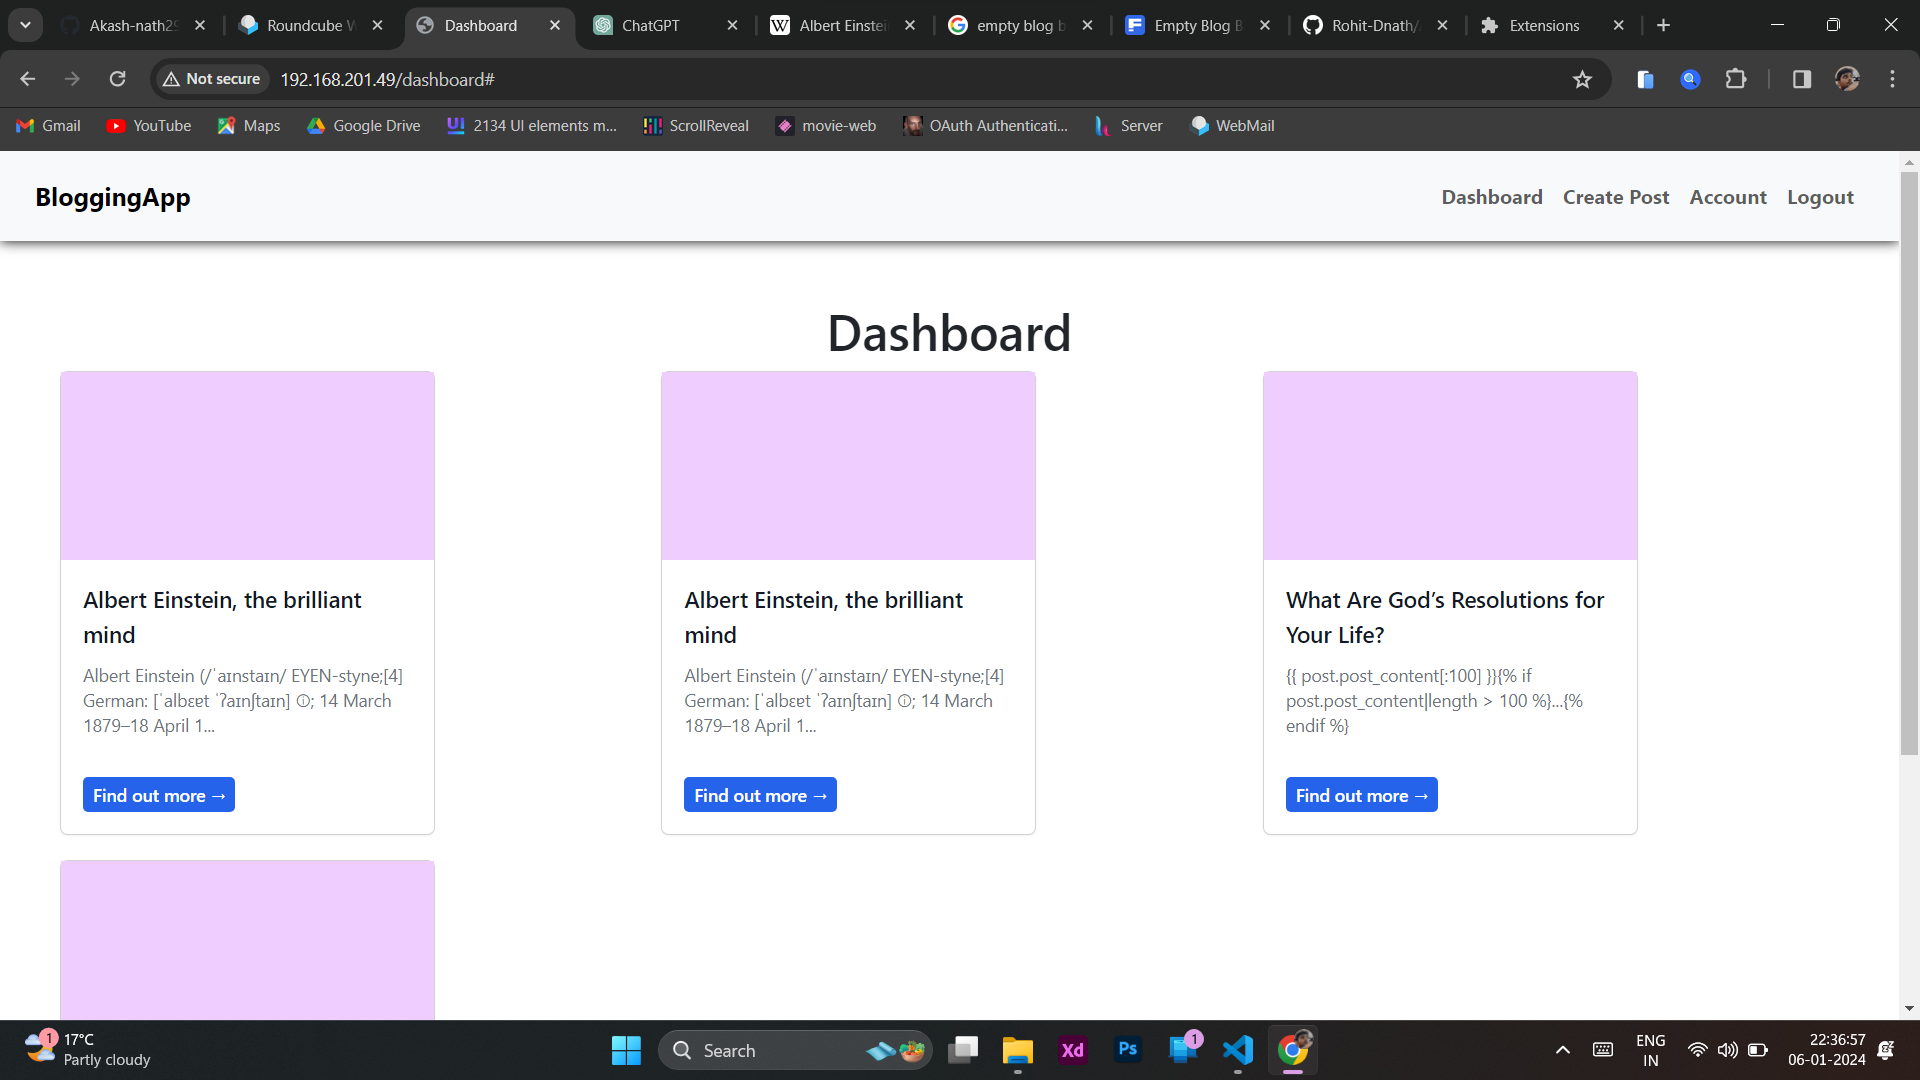 Akash-nath29
Roundcube W
Dashboard
ChatGPT
Albert Einstei
empty blog b
Empty Blog B
Rohit-Dnath/
Extensions
Not secure
192.168.201.49/dashboard#
Gmail
YouTube
Maps
Google Drive
2134 UI elements m...
ScrollReveal
movie-web
OAuth Authenticati...
Server
WebMail
BloggingApp
Dashboard
Create Post
Account
Logout
Dashboard
Albert Einstein, the brilliant
mind
Albert Einstein (/ˈaɪnstaɪn/ EYEN-styne;[4]
German: [ˈalbɛɐt ˈʔaɪnʃtaɪn] ⓘ; 14 March
1879–18 April 1...
Find out more →
Albert Einstein, the brilliant
mind
Albert Einstein (/ˈaɪnstaɪn/ EYEN-styne;[4]
German: [ˈalbɛɐt ˈʔaɪnʃtaɪn] ⓘ; 14 March
1879–18 April 1...
Find out more →
What Are God’s Resolutions for
Your Life?
{{ post.post_content[:100] }}{% if
post.post_content|length > 100 %}...{%
endif %}
Find out more →
1
17°C
Partly cloudy
Search
Xd
Ps
1
ENG
IN
22:36:57
06-01-2024